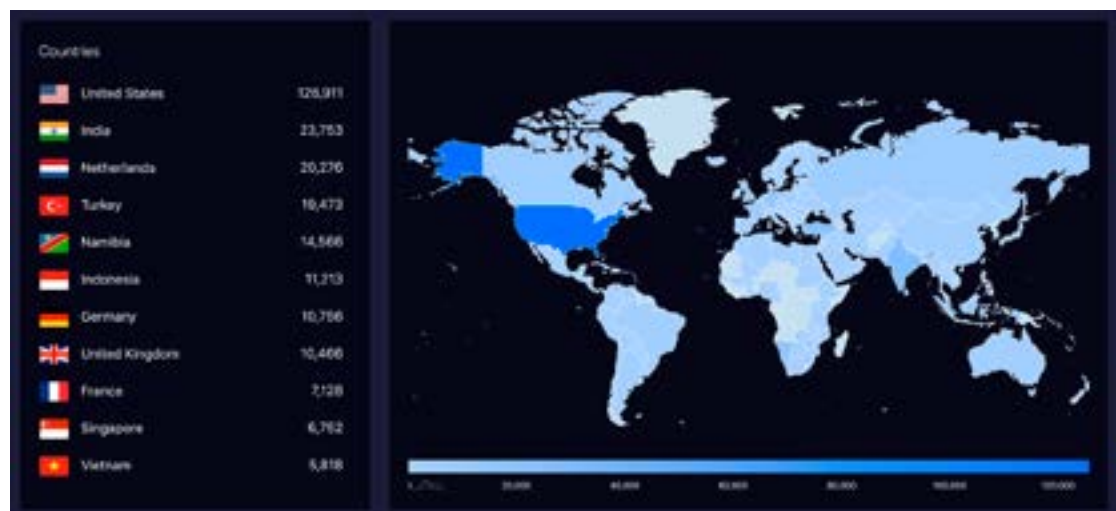 Countries
United States 126,911
India 23,753
Netherlands 20,276
Turkey 19,473
Namibia 14,566
Indonesia 11,213
Germany 10,756
United Kingdom 10,466
France 7,128
Singapore 6,752
Vietnam 5,818
20,000 40,000 60,000 80,000 100,000 120,000